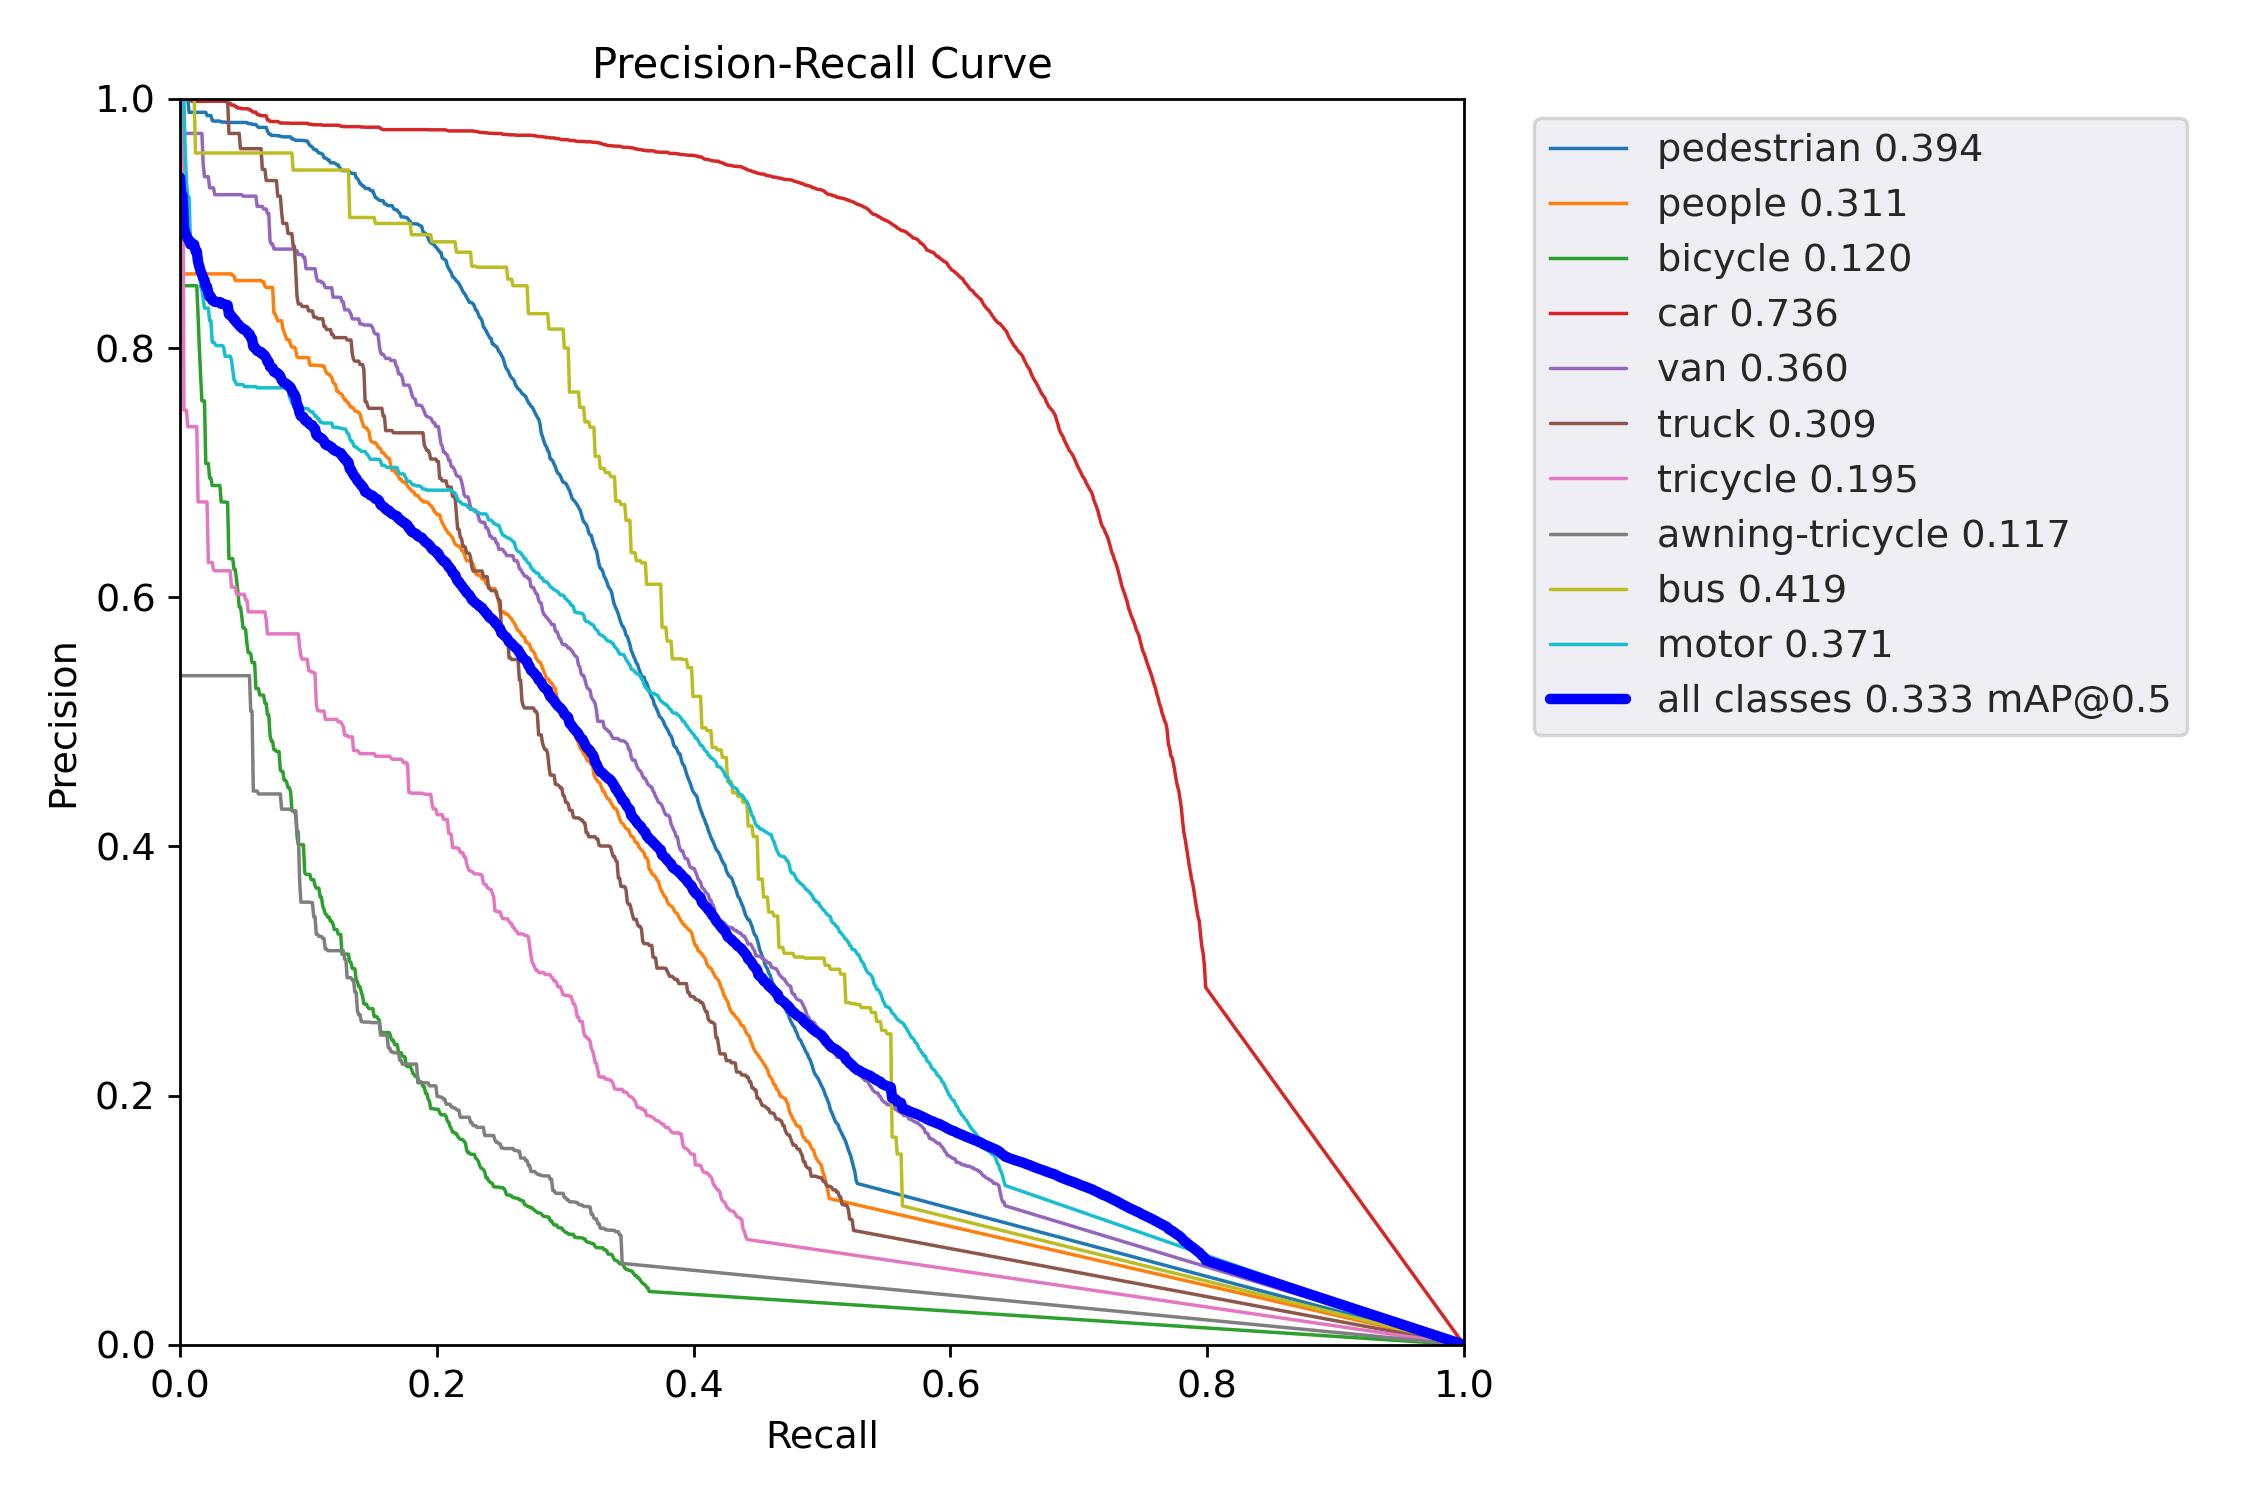 Precision-Recall Curve
1.0
0.8
0.6
0.4
0.2
0.0
Precision
0.0 0.2 0.4 0.6 0.8 1.0
Recall
pedestrian 0.394
people 0.311
bicycle 0.120
car 0.736
van 0.360
truck 0.309
tricycle 0.195
awning-tricycle 0.117
bus 0.419
motor 0.371
all classes 0.333 mAP@0.5